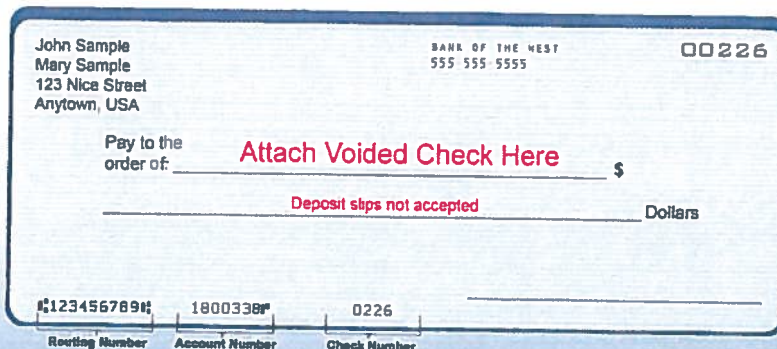 John Sample
Mary Sample
123 Nice Street
Anytown, USA
BANK OF THE WEST
555 555 5555
00226
Pay to the
order of:
Attach Voided Check Here
$
Deposit slips not accepted
Dollars
⑆123456789⑆ 1800338⑈ 0226
Routing Number Account Number Check Number